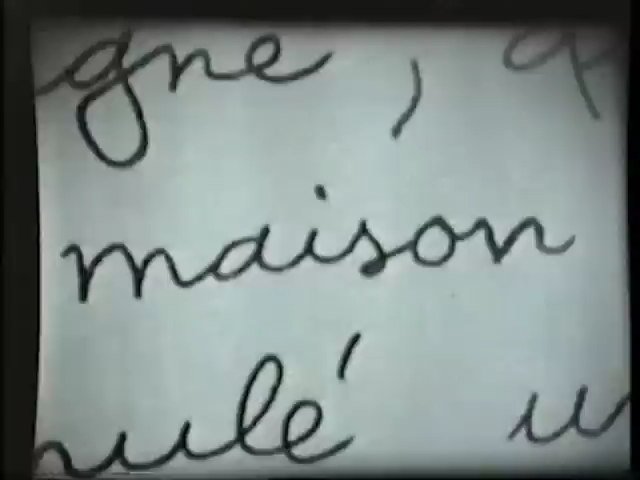 gne, q
maison
ulé u